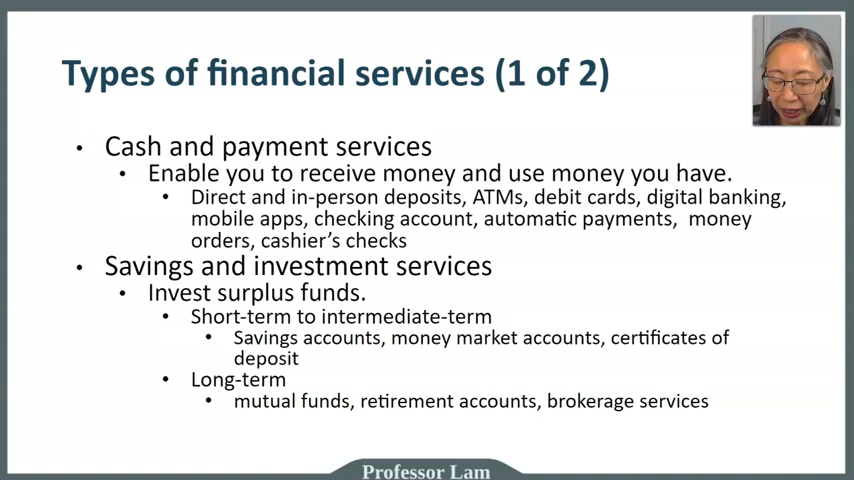 Types of financial services (1 of 2)
• Cash and payment services
• Enable you to receive money and use money you have.
• Direct and in-person deposits, ATMs, debit cards, digital banking,
mobile apps, checking account, automatic payments, money
orders, cashier’s checks
• Savings and investment services
• Invest surplus funds.
• Short-term to intermediate-term
• Savings accounts, money market accounts, certificates of
deposit
• Long-term
• mutual funds, retirement accounts, brokerage services
Professor Lam